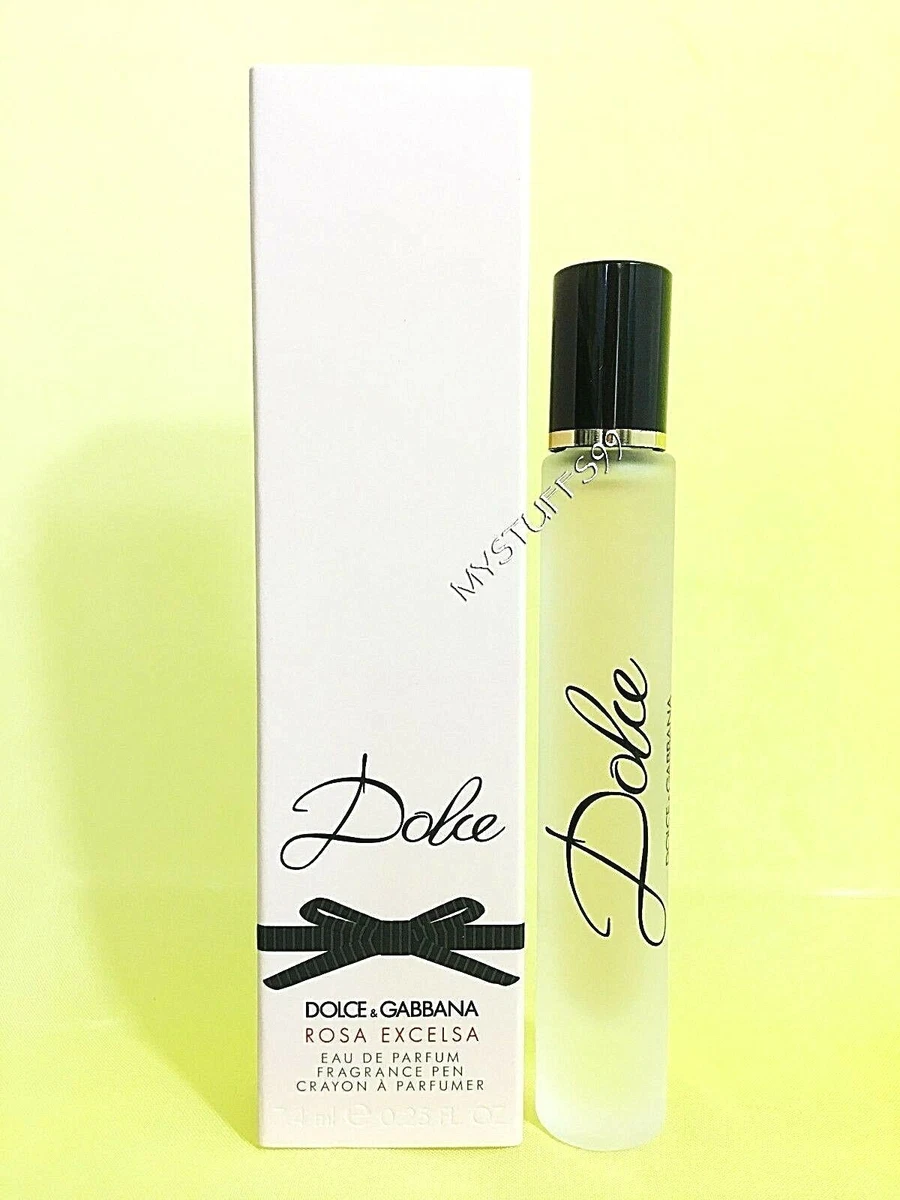 Dolce
DOLCE & GABBANA
ROSA EXCELSA
EAU DE PARFUM
FRAGRANCE PEN
CRAYON À PARFUMER
7.4 ml e 0.25 FL. OZ.
MYSTUFFS99
Dolce
DOLCE & GABBANA